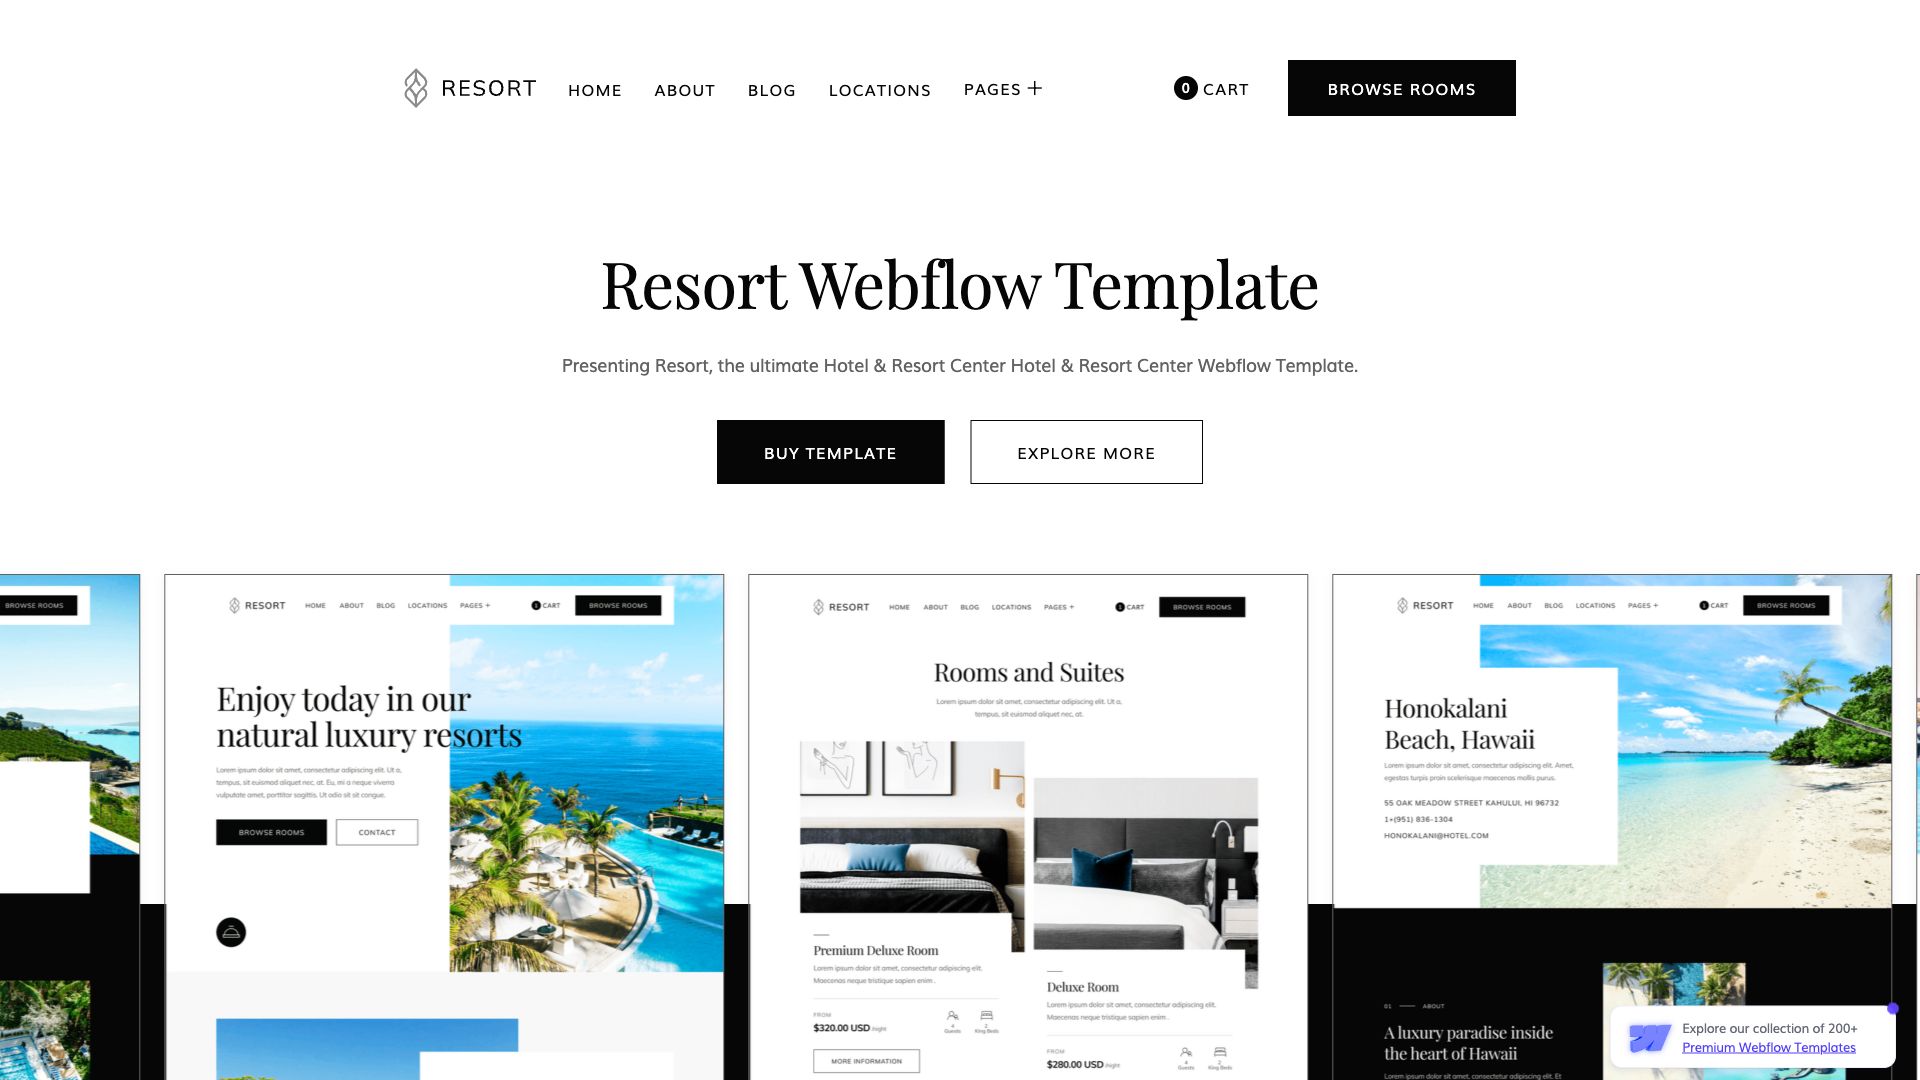 RESORT
HOME
ABOUT
BLOG
LOCATIONS
PAGES +
0 CART
BROWSE ROOMS
Resort Webflow Template
Presenting Resort, the ultimate Hotel & Resort Center Hotel & Resort Center Webflow Template.
BUY TEMPLATE
EXPLORE MORE
BROWSE ROOMS
RESORT
HOME
ABOUT
BLOG
LOCATIONS
PAGES +
1 CART
BROWSE ROOMS
Enjoy today in our
natural luxury resorts
Lorem ipsum dolor sit amet, consectetur adipiscing elit. Ut a,
tempus, sit euismod aliquet nec, at. Eu, mi a neque viverra
vulputate amet, porttitor sagittis. Ut odio sit sit congue.
BROWSE ROOMS
CONTACT
RESORT
HOME
ABOUT
BLOG
LOCATIONS
PAGES +
1 CART
BROWSE ROOMS
Rooms and Suites
Lorem ipsum dolor sit amet, consectetur adipiscing elit. Ut a,
tempus, sit euismod aliquet nec, at.
Premium Deluxe Room
Lorem ipsum dolor sit amet, consectetur adipiscing elit.
Maecenas neque tristique sapien enim .
FROM
$320.00 USD /night
4
Guests
2
King Beds
MORE INFORMATION
Deluxe Room
Lorem ipsum dolor sit amet, consectetur adipiscing elit.
Maecenas neque tristique sapien enim .
FROM
$280.00 USD /night
4
Guests
2
King Beds
RESORT
HOME
ABOUT
BLOG
LOCATIONS
PAGES +
1 CART
BROWSE ROOMS
Honokalani
Beach, Hawaii
Lorem ipsum dolor sit amet, consectetur adipiscing elit. Amet,
egestas turpis proin scelerisque maecenas mollis purus.
55 OAK MEADOW STREET KAHULUI, HI 96732
1+(951) 836-1304
HONOKALANI@HOTEL.COM
01 ABOUT
A luxury paradise inside
the heart of Hawaii
Lorem ipsum dolor sit amet, consectetur adipiscing elit. Et
Explore our collection of 200+
Premium Webflow Templates